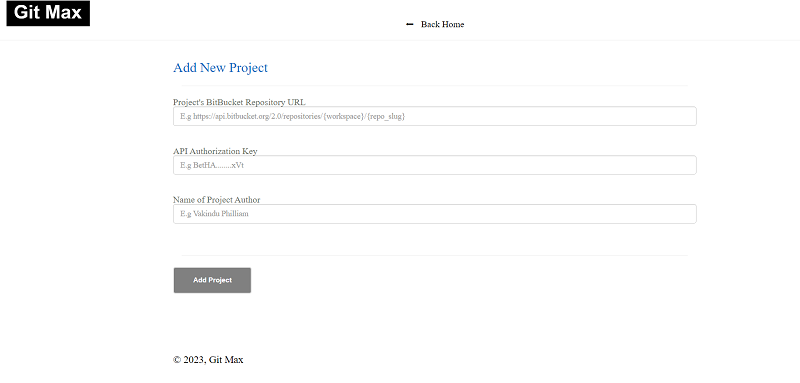 Git Max
Back Home
Add New Project
Project's BitBucket Repository URL
E.g https://api.bitbucket.org/2.0/repositories/{workspace}/{repo_slug}
API Authorization Key
E.g BetHA........xVt
Name of Project Author
E.g Vakindu Philliam
Add Project
© 2023, Git Max